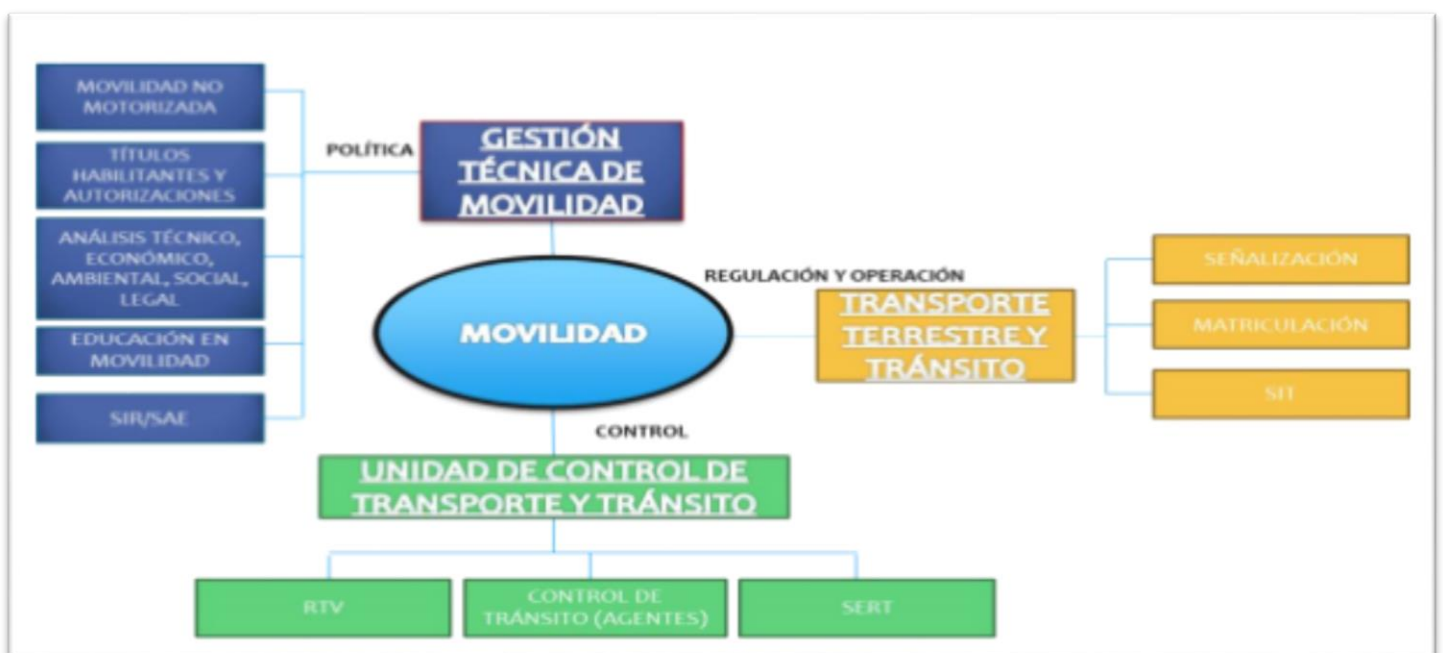 MOVILIDAD NO
MOTORIZADA
TÍTULOS
HABILITANTES Y
AUTORIZACIONES
ANÁLISIS TÉCNICO,
ECONÓMICO,
AMBIENTAL, SOCIAL,
LEGAL
EDUCACIÓN EN
MOVILIDAD
SIR/SAE
POLÍTICA
GESTIÓN
TÉCNICA DE
MOVILIDAD
MOVILIDAD
REGULACIÓN Y OPERACIÓN
TRANSPORTE
TERRESTRE Y
TRÁNSITO
SEÑALIZACIÓN
MATRICULACIÓN
SIT
CONTROL
UNIDAD DE CONTROL DE
TRANSPORTE Y TRÁNSITO
RTV
CONTROL DE
TRÁNSITO (AGENTES)
SERT